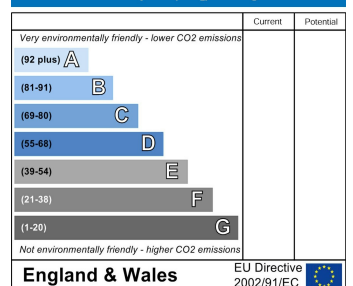 Current Potential
Very environmentally friendly - lower CO2 emissions
(92 plus) A
(81-91) B
(69-80) C
(55-68) D
(39-54) E
(21-38) F
(1-20) G
Not environmentally friendly - higher CO2 emissions
England & Wales
EU Directive
2002/91/EC